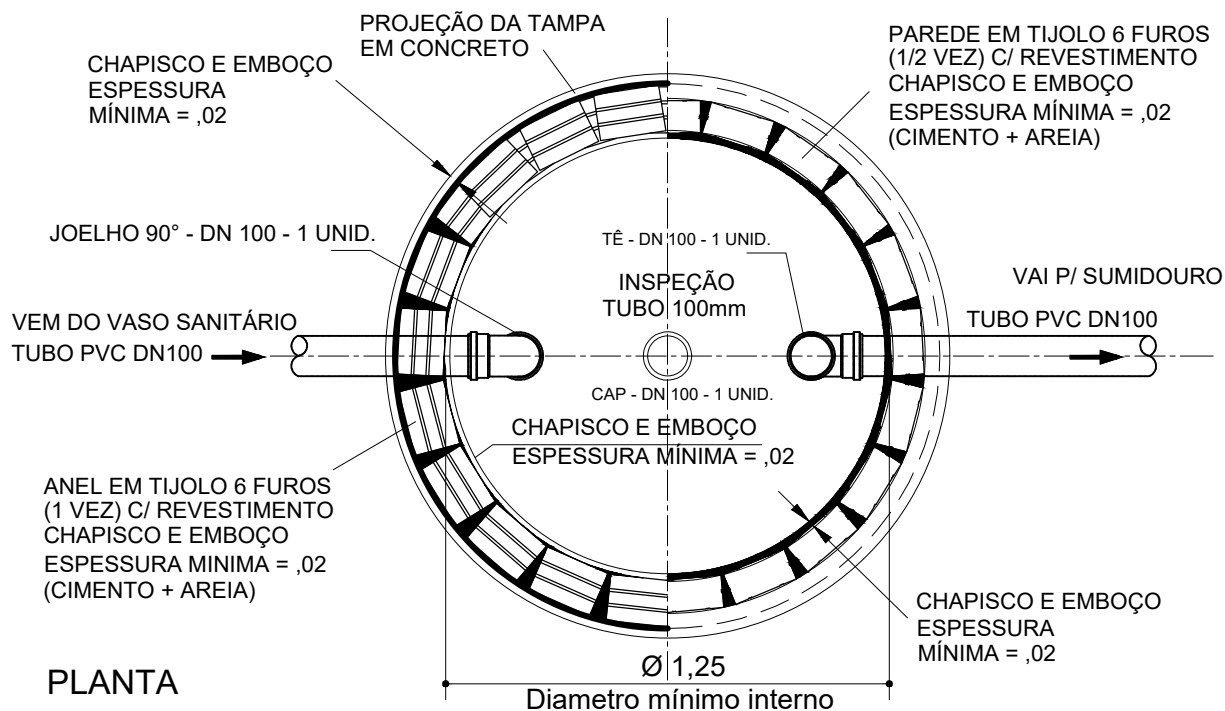 PROJEÇÃO DA TAMPA
EM CONCRETO
PAREDE EM TIJOLO 6 FUROS
(1/2 VEZ) C/ REVESTIMENTO
CHAPISCO E EMBOÇO
ESPESSURA MÍNIMA = ,02
(CIMENTO + AREIA)
CHAPISCO E EMBOÇO
ESPESSURA
MÍNIMA = ,02
JOELHO 90° - DN 100 - 1 UNID.
TÊ - DN 100 - 1 UNID.
INSPEÇÃO
TUBO 100mm
VAI P/ SUMIDOURO
TUBO PVC DN100
VEM DO VASO SANITÁRIO
TUBO PVC DN100
CAP - DN 100 - 1 UNID.
CHAPISCO E EMBOÇO
ESPESSURA MÍNIMA = ,02
ANEL EM TIJOLO 6 FUROS
(1 VEZ) C/ REVESTIMENTO
CHAPISCO E EMBOÇO
ESPESSURA MINIMA = ,02
(CIMENTO + AREIA)
CHAPISCO E EMBOÇO
ESPESSURA
MÍNIMA = ,02
PLANTA
Ø 1,25
Diametro mínimo interno